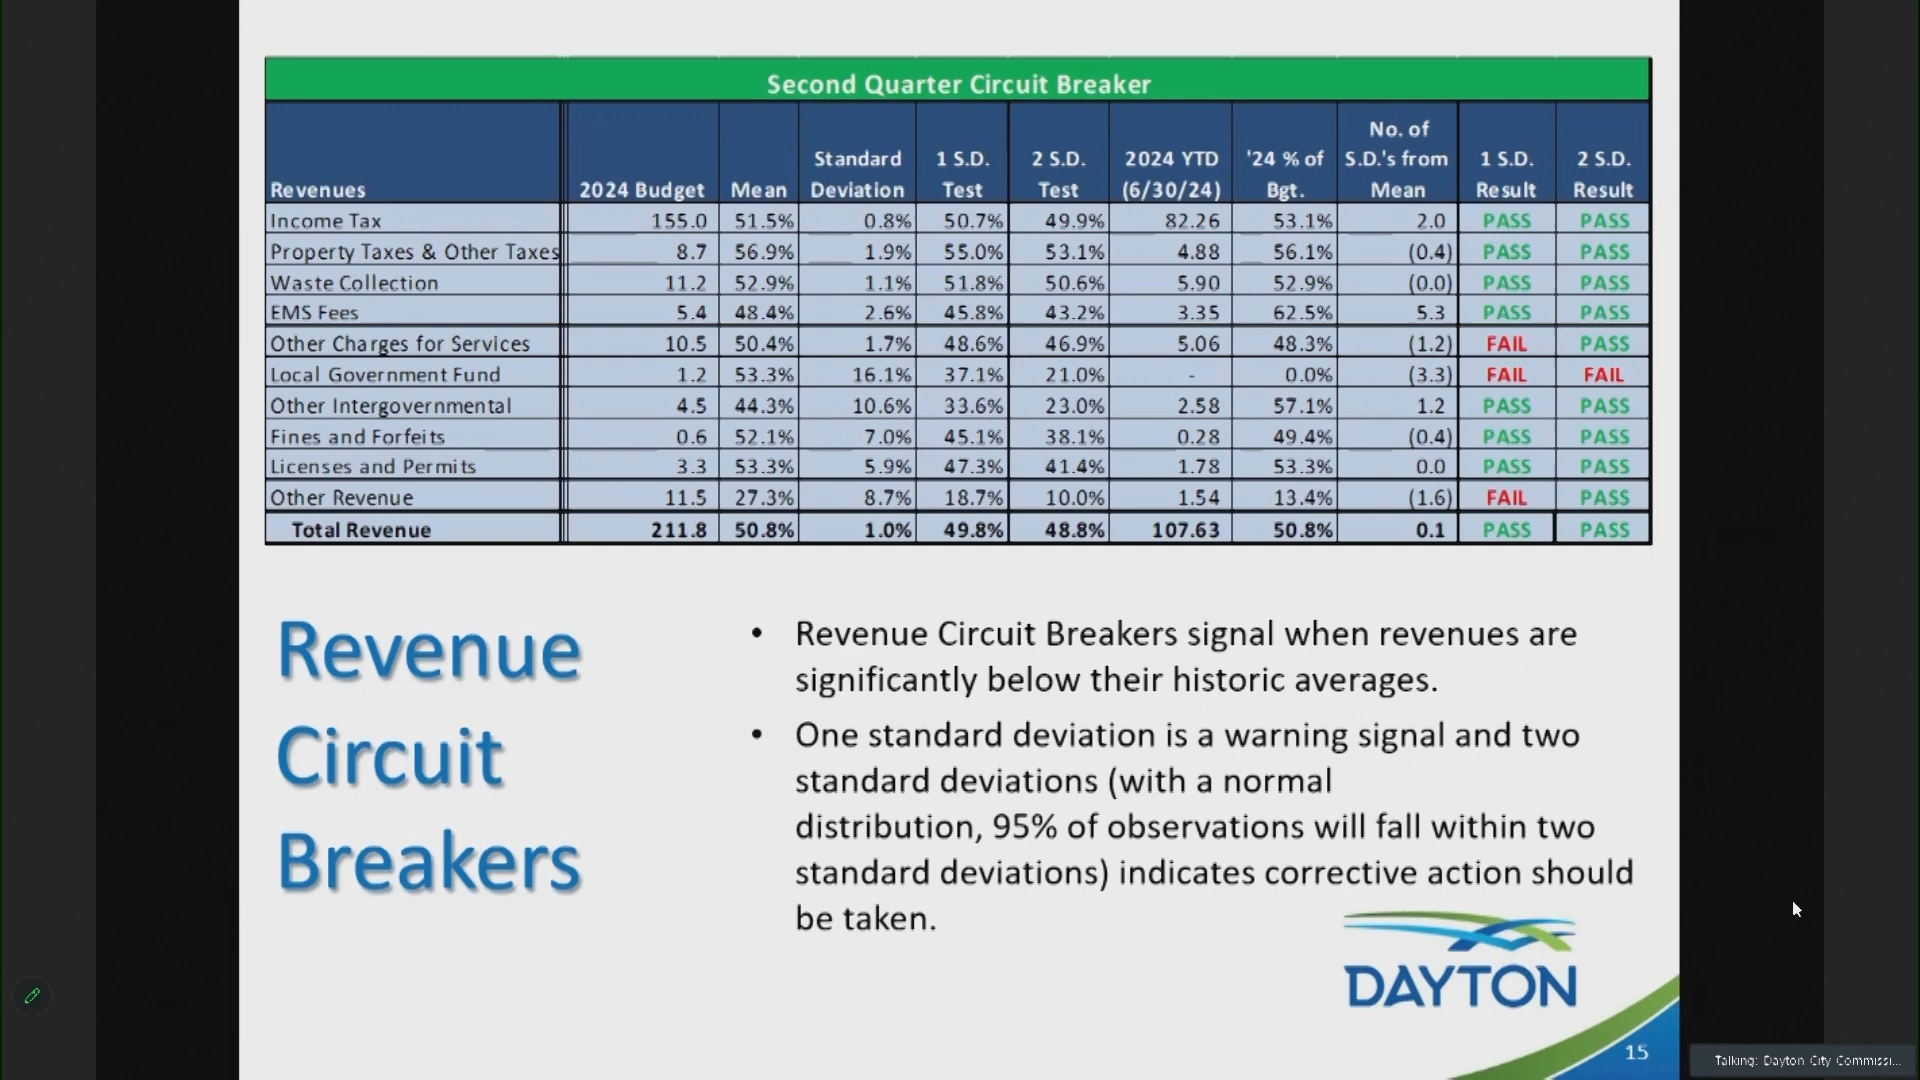 Second Quarter Circuit Breaker
Revenues 2024 Budget Mean Standard Deviation 1 S.D. Test 2 S.D. Test 2024 YTD (6/30/24) '24 % of Bgt. No. of S.D.'s from Mean 1 S.D. Result 2 S.D. Result
Income Tax 155.0 51.5% 0.8% 50.7% 49.9% 82.26 53.1% 2.0 PASS PASS
Property Taxes & Other Taxes 8.7 56.9% 1.9% 55.0% 53.1% 4.88 56.1% (0.4) PASS PASS
Waste Collection 11.2 52.9% 1.1% 51.8% 50.6% 5.90 52.9% (0.0) PASS PASS
EMS Fees 5.4 48.4% 2.6% 45.8% 43.2% 3.35 62.5% 5.3 PASS PASS
Other Charges for Services 10.5 50.4% 1.7% 48.6% 46.9% 5.06 48.3% (1.2) FAIL PASS
Local Government Fund 1.2 53.3% 16.1% 37.1% 21.0% - 0.0% (3.3) FAIL FAIL
Other Intergovernmental 4.5 44.3% 10.6% 33.6% 23.0% 2.58 57.1% 1.2 PASS PASS
Fines and Forfeits 0.6 52.1% 7.0% 45.1% 38.1% 0.28 49.4% (0.4) PASS PASS
Licenses and Permits 3.3 53.3% 5.9% 47.3% 41.4% 1.78 53.3% 0.0 PASS PASS
Other Revenue 11.5 27.3% 8.7% 18.7% 10.0% 1.54 13.4% (1.6) FAIL PASS
Total Revenue 211.8 50.8% 1.0% 49.8% 48.8% 107.63 50.8% 0.1 PASS PASS
Revenue
Circuit
Breakers
• Revenue Circuit Breakers signal when revenues are
significantly below their historic averages.
• One standard deviation is a warning signal and two
standard deviations (with a normal
distribution, 95% of observations will fall within two
standard deviations) indicates corrective action should
be taken.
DAYTON
15
Talking: Dayton City Commissi...